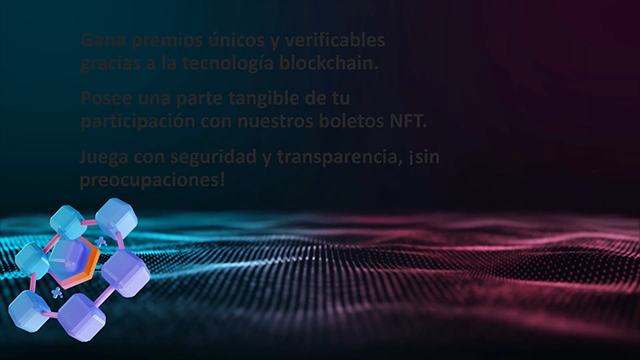 Gana premios únicos y verificables
gracias a la tecnología blockchain.
Posee una parte tangible de tu
participación con nuestros boletos NFT.
Juega con seguridad y transparencia, ¡sin
preocupaciones!